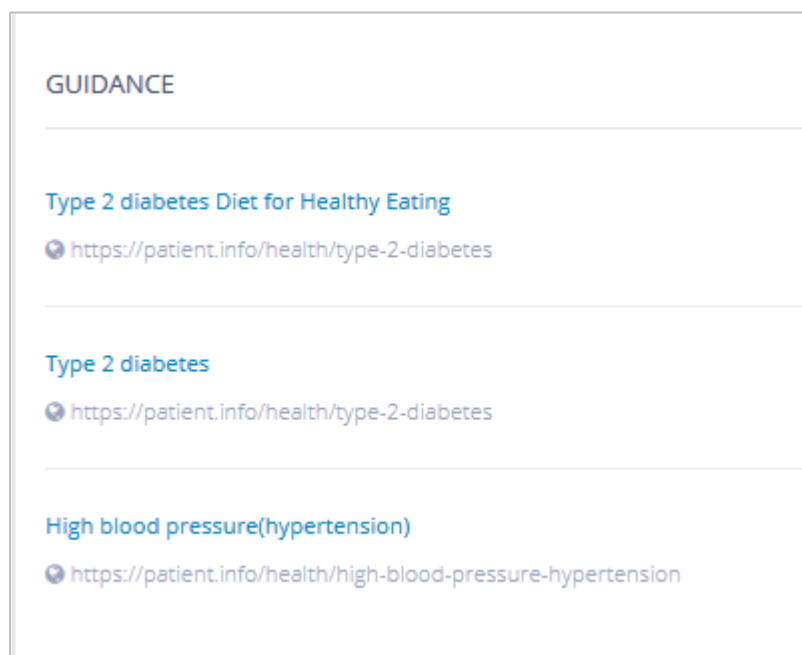 GUIDANCE
Type 2 diabetes Diet for Healthy Eating
https://patient.info/health/type-2-diabetes
Type 2 diabetes
https://patient.info/health/type-2-diabetes
High blood pressure(hypertension)
https://patient.info/health/high-blood-pressure-hypertension